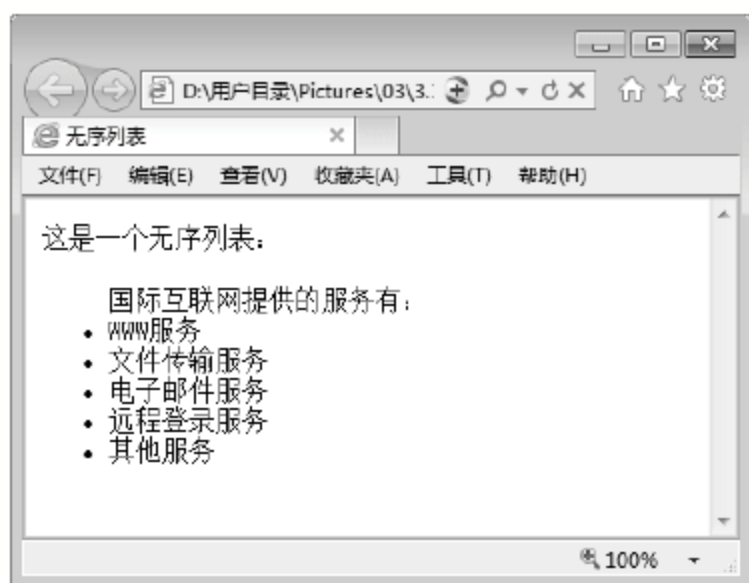 D:\用户目录\Pictures\03\3.
无序列表
文件(F) 编辑(E) 查看(V) 收藏夹(A) 工具(T) 帮助(H)
这是一个无序列表：
国际互联网提供的服务有：
• WWW服务
• 文件传输服务
• 电子邮件服务
• 远程登录服务
• 其他服务
100%